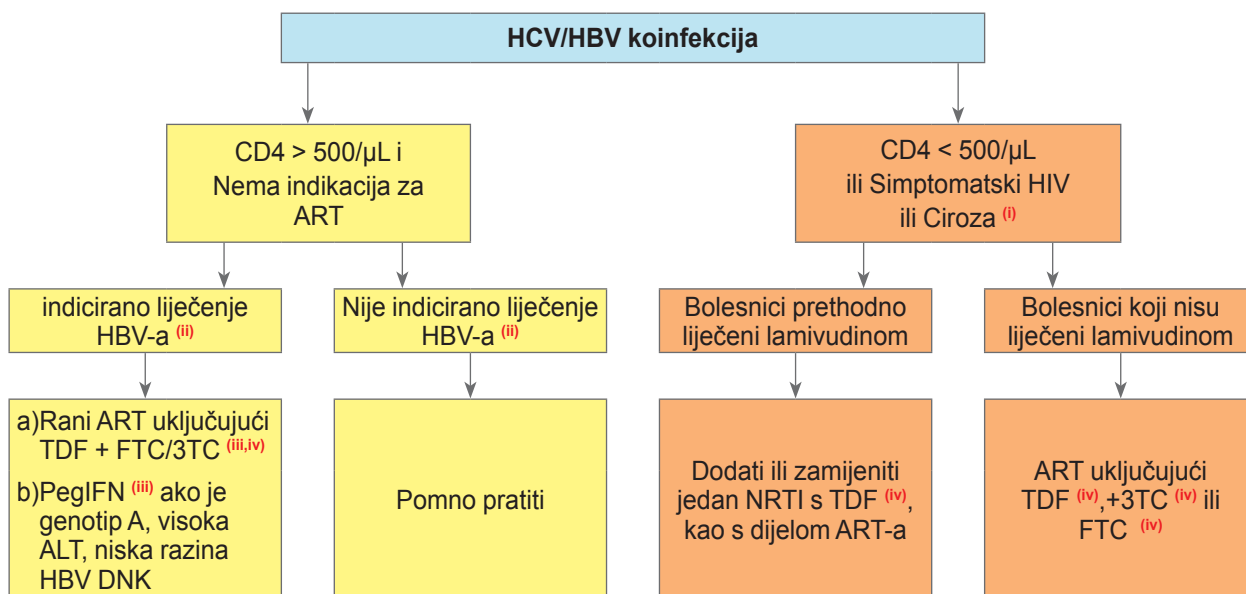 HCV/HBV koinfekcija
CD4 > 500/µL i
Nema indikacija za
ART
CD4 < 500/µL
ili Simptomatski HIV
ili Ciroza (i)
indicirano liječenje
HBV-a (ii)
Nije indicirano liječenje
HBV-a (ii)
Bolesnici prethodno
liječeni lamivudinom
Bolesnici koji nisu
liječeni lamivudinom
a)Rani ART uključujući
TDF + FTC/3TC (iii,iv)
b)PegIFN (iii) ako je
genotip A, visoka
ALT, niska razina
HBV DNK
Pomno pratiti
Dodati ili zamijeniti
jedan NRTI s TDF (iv),
kao s dijelom ART-a
ART uključujući
TDF (iv),+3TC (iv) ili
FTC (iv)